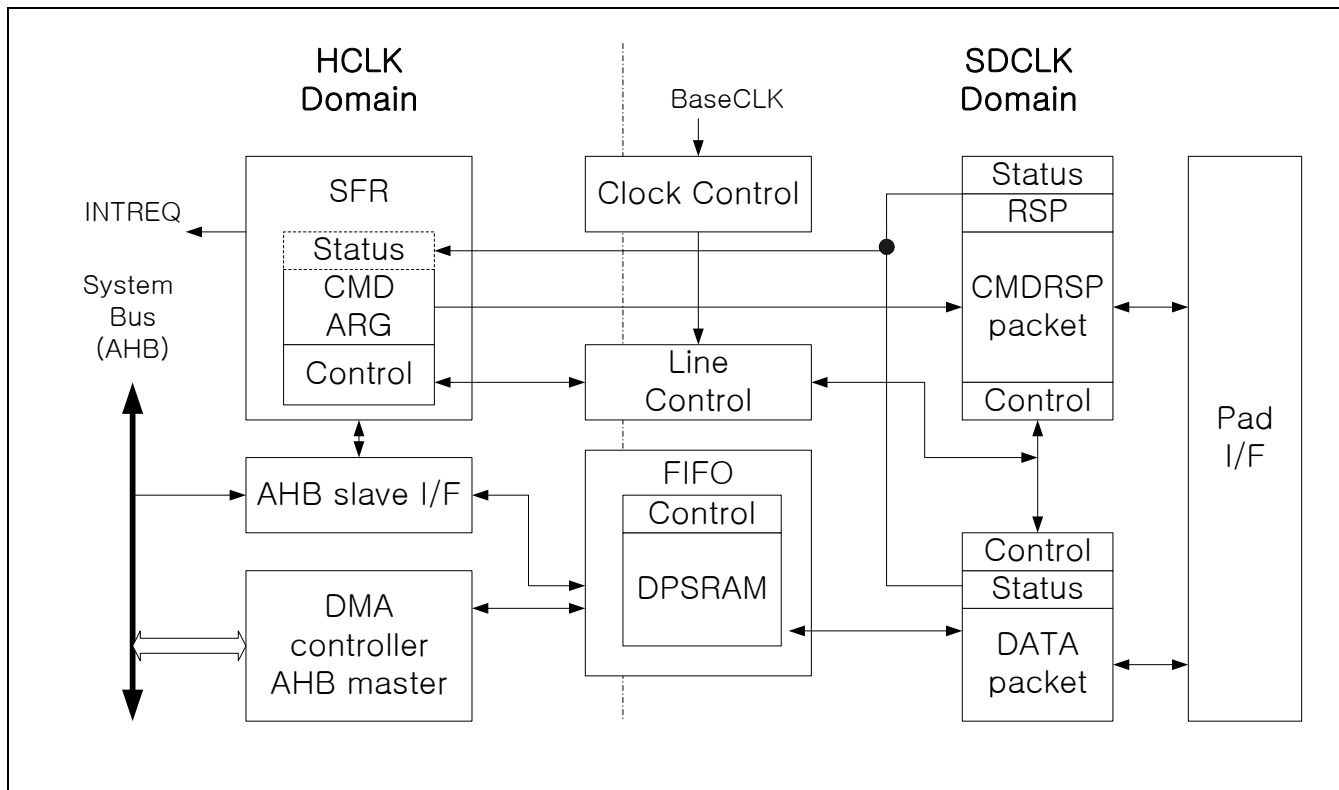 HCLK
Domain
SDCLK
Domain
BaseCLK
SFR
Clock Control
Status
RSP
INTREQ
Status
CMD
ARG
CMDRSP
packet
System
Bus
(AHB)
Control
Line
Control
Control
Pad
I/F
AHB slave I/F
FIFO
Control
DPSRAM
Control
Status
DATA
packet
DMA
controller
AHB master